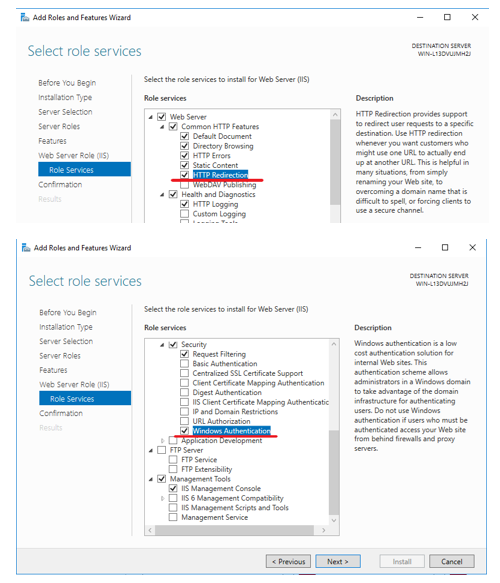 Add Roles and Features Wizard
Select role services
DESTINATION SERVER
WIN-L13DVUJMH2J
Before You Begin
Installation Type
Server Selection
Server Roles
Features
Web Server Role (IIS)
Role Services
Confirmation
Results
Select the role services to install for Web Server (IIS)
Role services
Web Server
Common HTTP Features
Default Document
Directory Browsing
HTTP Errors
Static Content
HTTP Redirection
WebDAV Publishing
Health and Diagnostics
HTTP Logging
Custom Logging
Logging Tools
Description
HTTP Redirection provides support
to redirect user requests to a specific
destination. Use HTTP redirection
whenever you want customers who
might use one URL to actually end
up at another URL. This is helpful in
many situations, from simply
renaming your Web site, to
overcoming a domain name that is
difficult to spell, or forcing clients to
use a secure channel.
Add Roles and Features Wizard
Select role services
DESTINATION SERVER
WIN-L13DVUJMH2J
Before You Begin
Installation Type
Server Selection
Server Roles
Features
Web Server Role (IIS)
Role Services
Confirmation
Results
Select the role services to install for Web Server (IIS)
Role services
Security
Request Filtering
Basic Authentication
Centralized SSL Certificate Support
Client Certificate Mapping Authentication
Digest Authentication
IIS Client Certificate Mapping Authenticatic
IP and Domain Restrictions
URL Authorization
Windows Authentication
Application Development
FTP Server
FTP Service
FTP Extensibility
Management Tools
IIS Management Console
IIS 6 Management Compatibility
IIS Management Scripts and Tools
Management Service
Description
Windows authentication is a low
cost authentication solution for
internal Web sites. This
authentication scheme allows
administrators in a Windows domain
to take advantage of the domain
infrastructure for authenticating
users. Do not use Windows
authentication if users who must be
authenticated access your Web site
from behind firewalls and proxy
servers.
< Previous
Next >
Install
Cancel